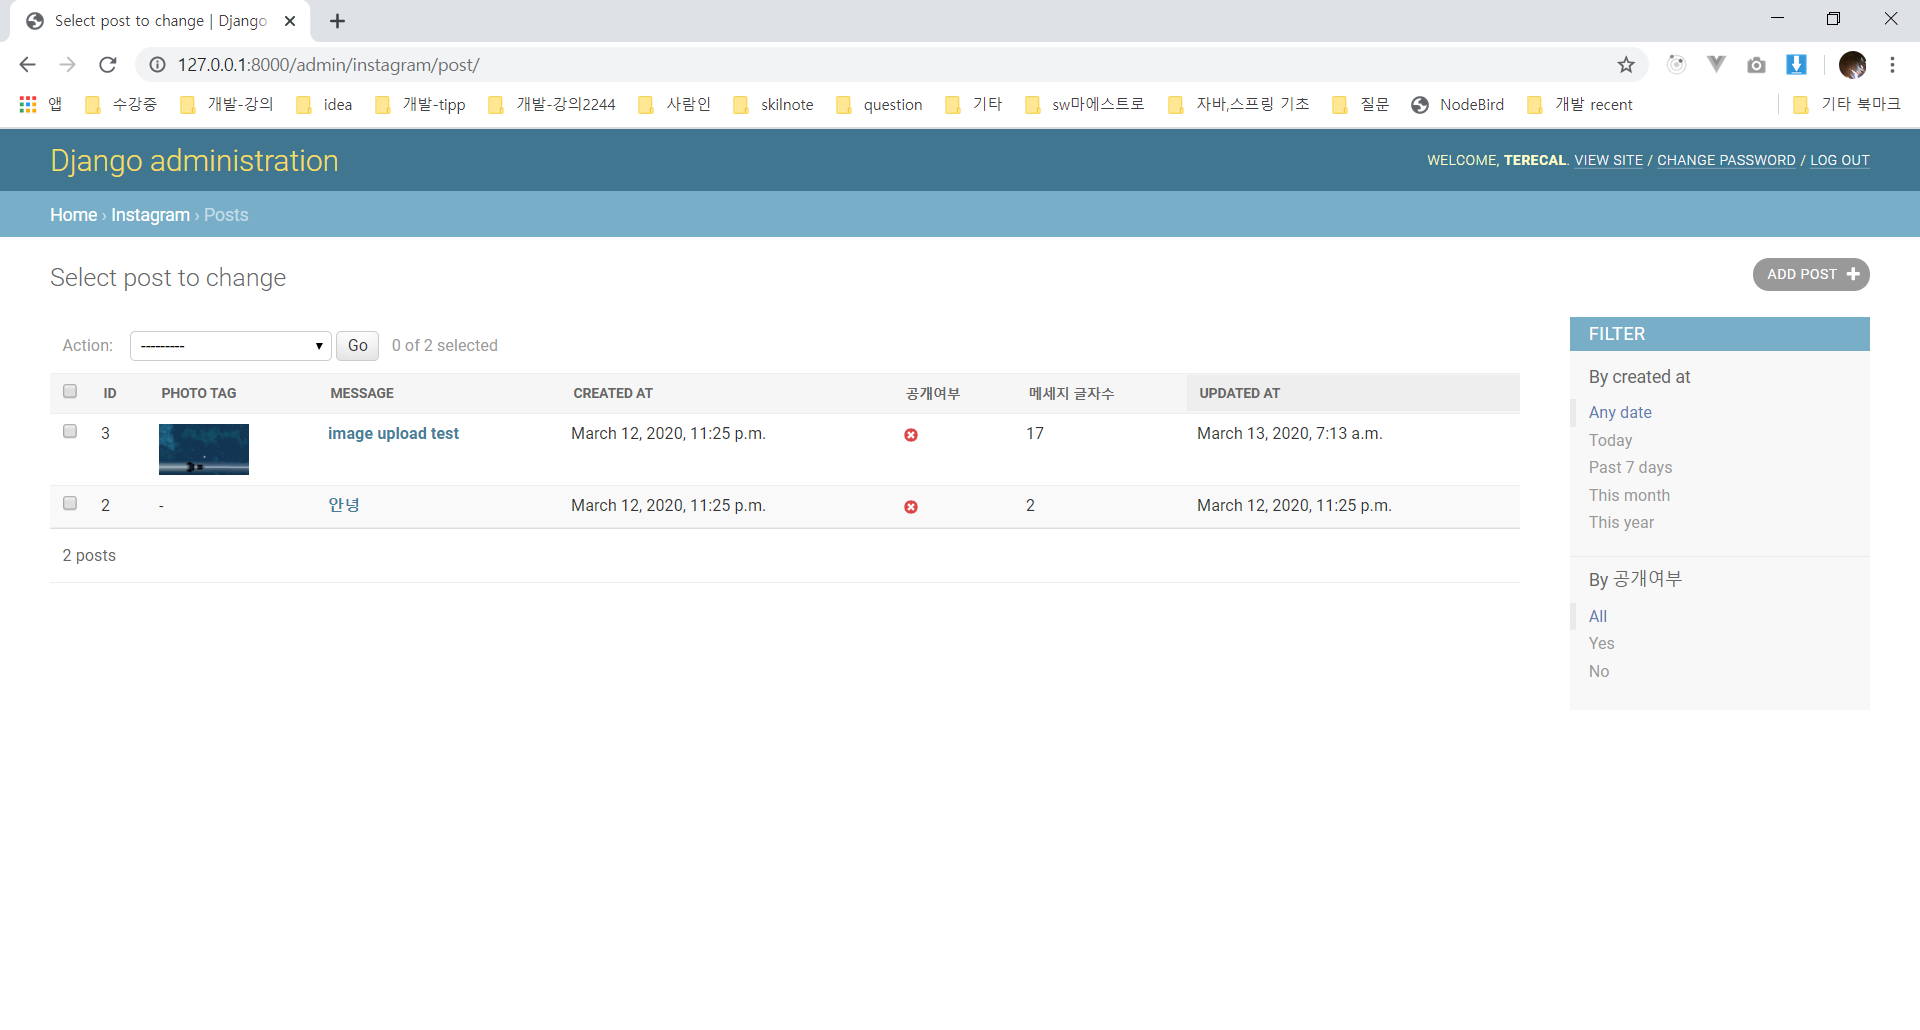 Select post to change | Django
127.0.0.1:8000/admin/instagram/post/
앱 수강중 개발-강의 idea 개발-tipp 개발-강의2244 사람인 skilnote question 기타 sw마에스트로 자바,스프링 기초 질문 NodeBird 개발 recent 기타 북마크
Django administration
WELCOME, TERECAL. VIEW SITE / CHANGE PASSWORD / LOG OUT
Home › Instagram › Posts
Select post to change
ADD POST
Action: --------- Go 0 of 2 selected
ID PHOTO TAG MESSAGE CREATED AT 공개여부 메세지 글자수 UPDATED AT
3 image upload test March 12, 2020, 11:25 p.m. 17 March 13, 2020, 7:13 a.m.
2 - 안녕 March 12, 2020, 11:25 p.m. 2 March 12, 2020, 11:25 p.m.
2 posts
FILTER
By created at
Any date
Today
Past 7 days
This month
This year
By 공개여부
All
Yes
No